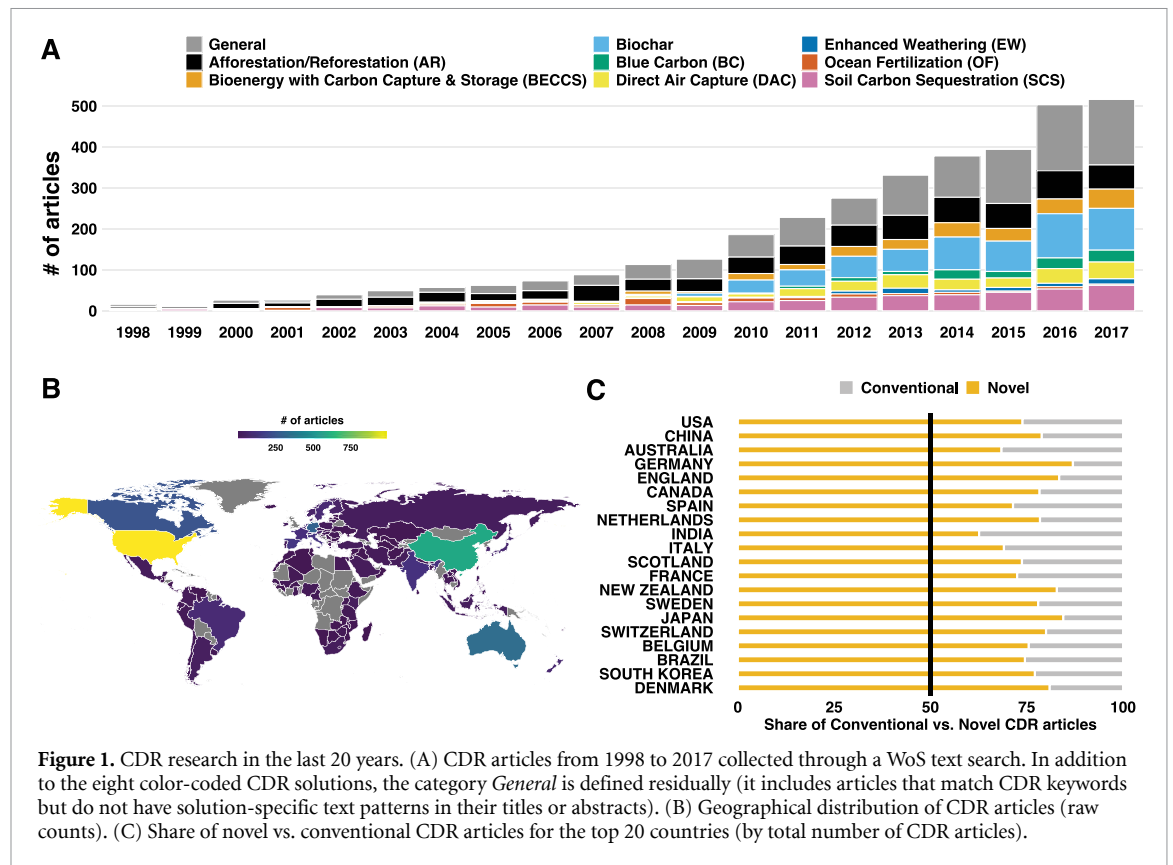 A
General
Afforestation/Reforestation (AR)
Bioenergy with Carbon Capture & Storage (BECCS)
Biochar
Blue Carbon (BC)
Direct Air Capture (DAC)
Enhanced Weathering (EW)
Ocean Fertilization (OF)
Soil Carbon Sequestration (SCS)
# of articles
500
400
300
200
100
0
1998 1999 2000 2001 2002 2003 2004 2005 2006 2007 2008 2009 2010 2011 2012 2013 2014 2015 2016 2017
B
# of articles
250 500 750
C
Conventional Novel
USA
CHINA
AUSTRALIA
GERMANY
ENGLAND
CANADA
SPAIN
NETHERLANDS
INDIA
ITALY
SCOTLAND
FRANCE
NEW ZEALAND
SWEDEN
JAPAN
SWITZERLAND
BELGIUM
BRAZIL
SOUTH KOREA
DENMARK
0 25 50 75 100
Share of Conventional vs. Novel CDR articles
Figure 1. CDR research in the last 20 years. (A) CDR articles from 1998 to 2017 collected through a WoS text search. In addition
to the eight color-coded CDR solutions, the category General is defined residually (it includes articles that match CDR keywords
but do not have solution-specific text patterns in their titles or abstracts). (B) Geographical distribution of CDR articles (raw
counts). (C) Share of novel vs. conventional CDR articles for the top 20 countries (by total number of CDR articles).